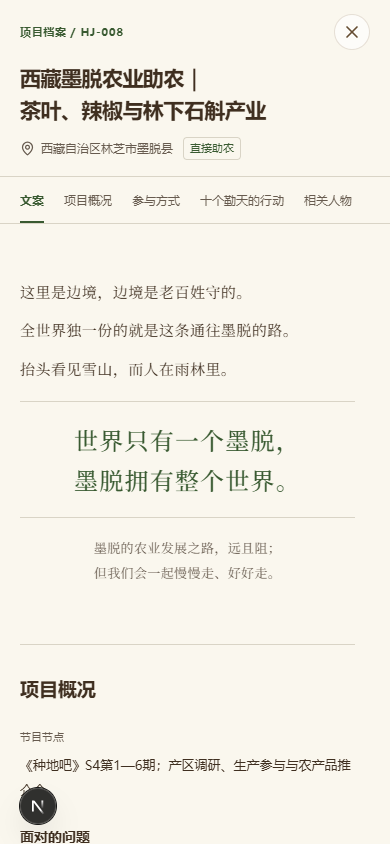 项目档案 / HJ-008
西藏墨脱农业助农｜
茶叶、辣椒与林下石斛产业
西藏自治区林芝市墨脱县 直接助农
文案 项目概况 参与方式 十个勤天的行动 相关人物
这里是边境，边境是老百姓守的。
全世界独一份的就是这条通往墨脱的路。
抬头看见雪山，而人在雨林里。
世界只有一个墨脱，
墨脱拥有整个世界。
墨脱的农业发展之路，远且阻；
但我们会一起慢慢走、好好走。
项目概况
节目节点
《种地吧》S4第1—6期；产区调研、生产参与与农产品推
N
面对的问题